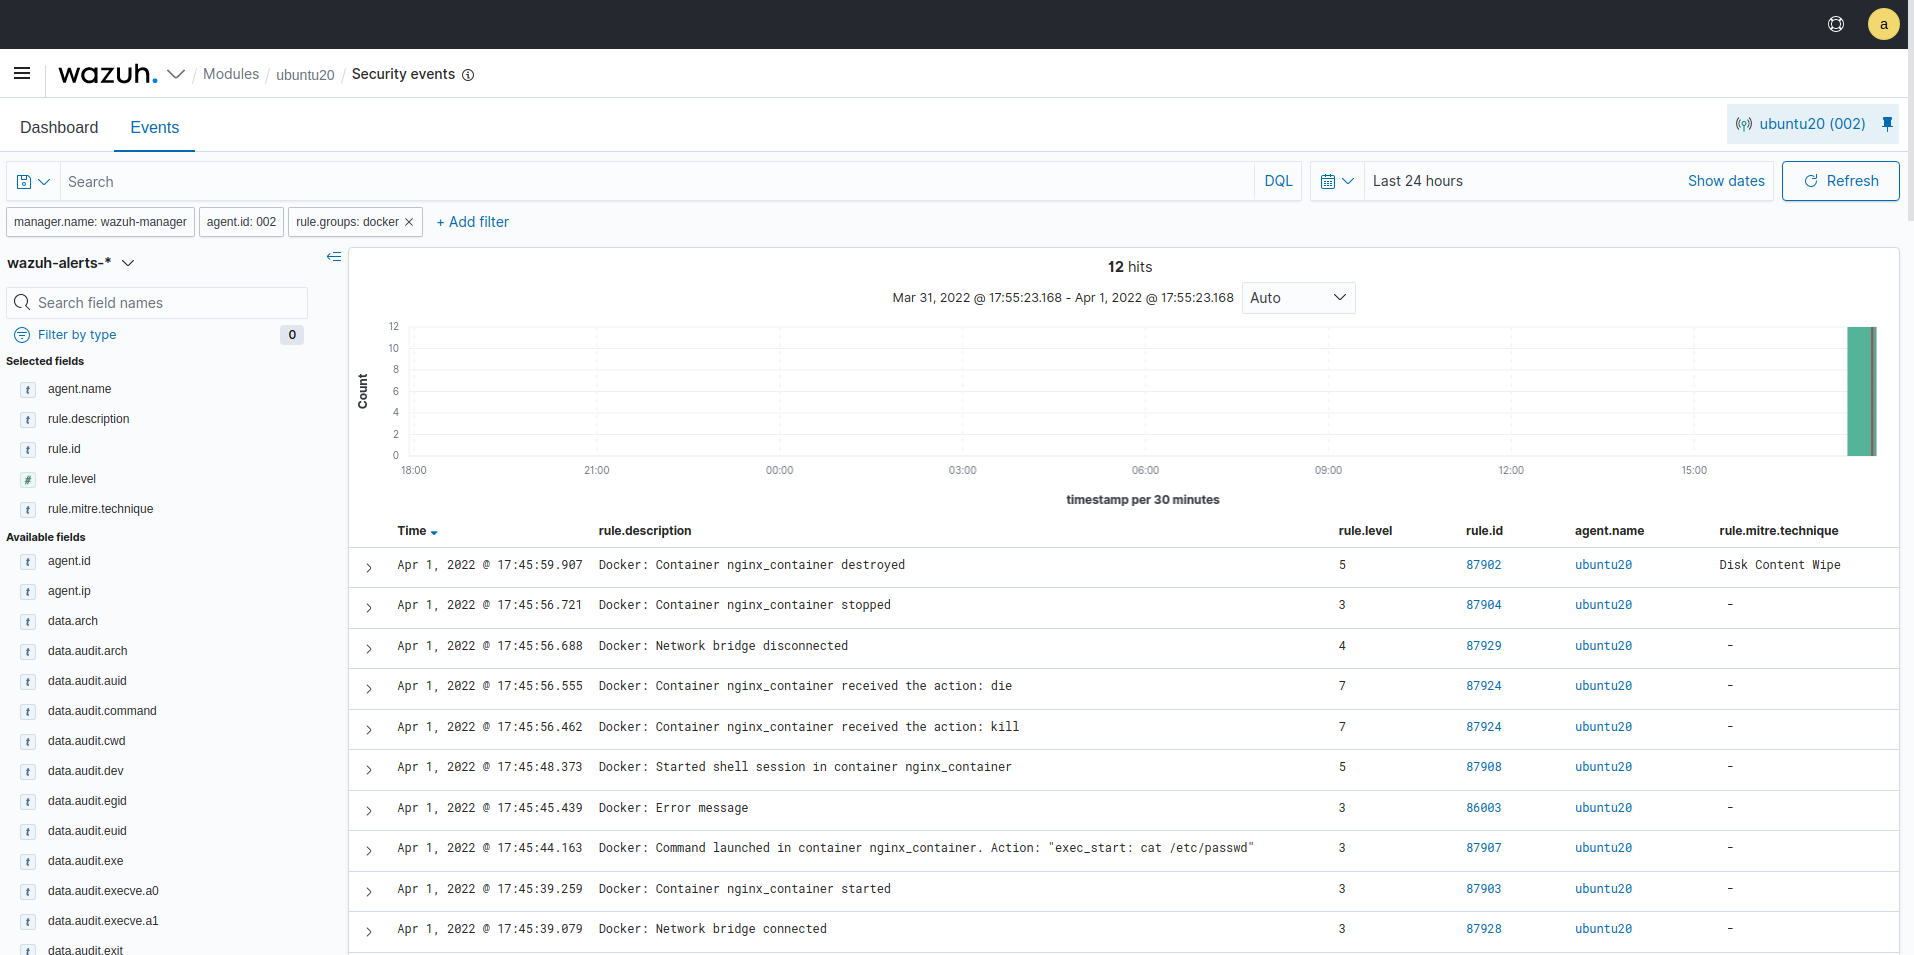 a
wazuh. / Modules / ubuntu20 / Security events
Dashboard Events ubuntu20 (002)
Search DQL Last 24 hours Show dates Refresh
manager.name: wazuh-manager agent.id: 002 rule.groups: docker × + Add filter
wazuh-alerts-*
Search field names
Filter by type 0
Selected fields
t agent.name
t rule.description
t rule.id
# rule.level
t rule.mitre.technique
Available fields
t agent.id
t agent.ip
t data.arch
t data.audit.arch
t data.audit.auid
t data.audit.command
t data.audit.cwd
t data.audit.dev
t data.audit.egid
t data.audit.euid
t data.audit.exe
t data.audit.execve.a0
t data.audit.execve.a1
t data.audit.exit
12 hits
Mar 31, 2022 @ 17:55:23.168 - Apr 1, 2022 @ 17:55:23.168 Auto
Count
12
10
8
6
4
2
0
18:00 21:00 00:00 03:00 06:00 09:00 12:00 15:00
timestamp per 30 minutes
Time rule.description rule.level rule.id agent.name rule.mitre.technique
Apr 1, 2022 @ 17:45:59.907 Docker: Container nginx_container destroyed 5 87902 ubuntu20 Disk Content Wipe
Apr 1, 2022 @ 17:45:56.721 Docker: Container nginx_container stopped 3 87904 ubuntu20 -
Apr 1, 2022 @ 17:45:56.688 Docker: Network bridge disconnected 4 87929 ubuntu20 -
Apr 1, 2022 @ 17:45:56.555 Docker: Container nginx_container received the action: die 7 87924 ubuntu20 -
Apr 1, 2022 @ 17:45:56.462 Docker: Container nginx_container received the action: kill 7 87924 ubuntu20 -
Apr 1, 2022 @ 17:45:48.373 Docker: Started shell session in container nginx_container 5 87908 ubuntu20 -
Apr 1, 2022 @ 17:45:45.439 Docker: Error message 3 86003 ubuntu20 -
Apr 1, 2022 @ 17:45:44.163 Docker: Command launched in container nginx_container. Action: "exec_start: cat /etc/passwd" 3 87907 ubuntu20 -
Apr 1, 2022 @ 17:45:39.259 Docker: Container nginx_container started 3 87903 ubuntu20 -
Apr 1, 2022 @ 17:45:39.079 Docker: Network bridge connected 3 87928 ubuntu20 -